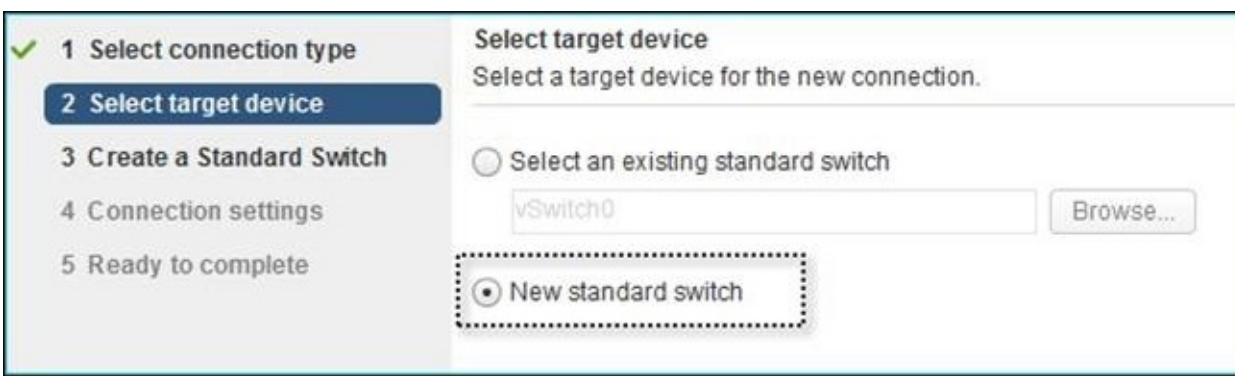 1 Select connection type
2 Select target device
3 Create a Standard Switch
4 Connection settings
5 Ready to complete
Select target device
Select a target device for the new connection.
Select an existing standard switch
vSwitch0
Browse...
New standard switch